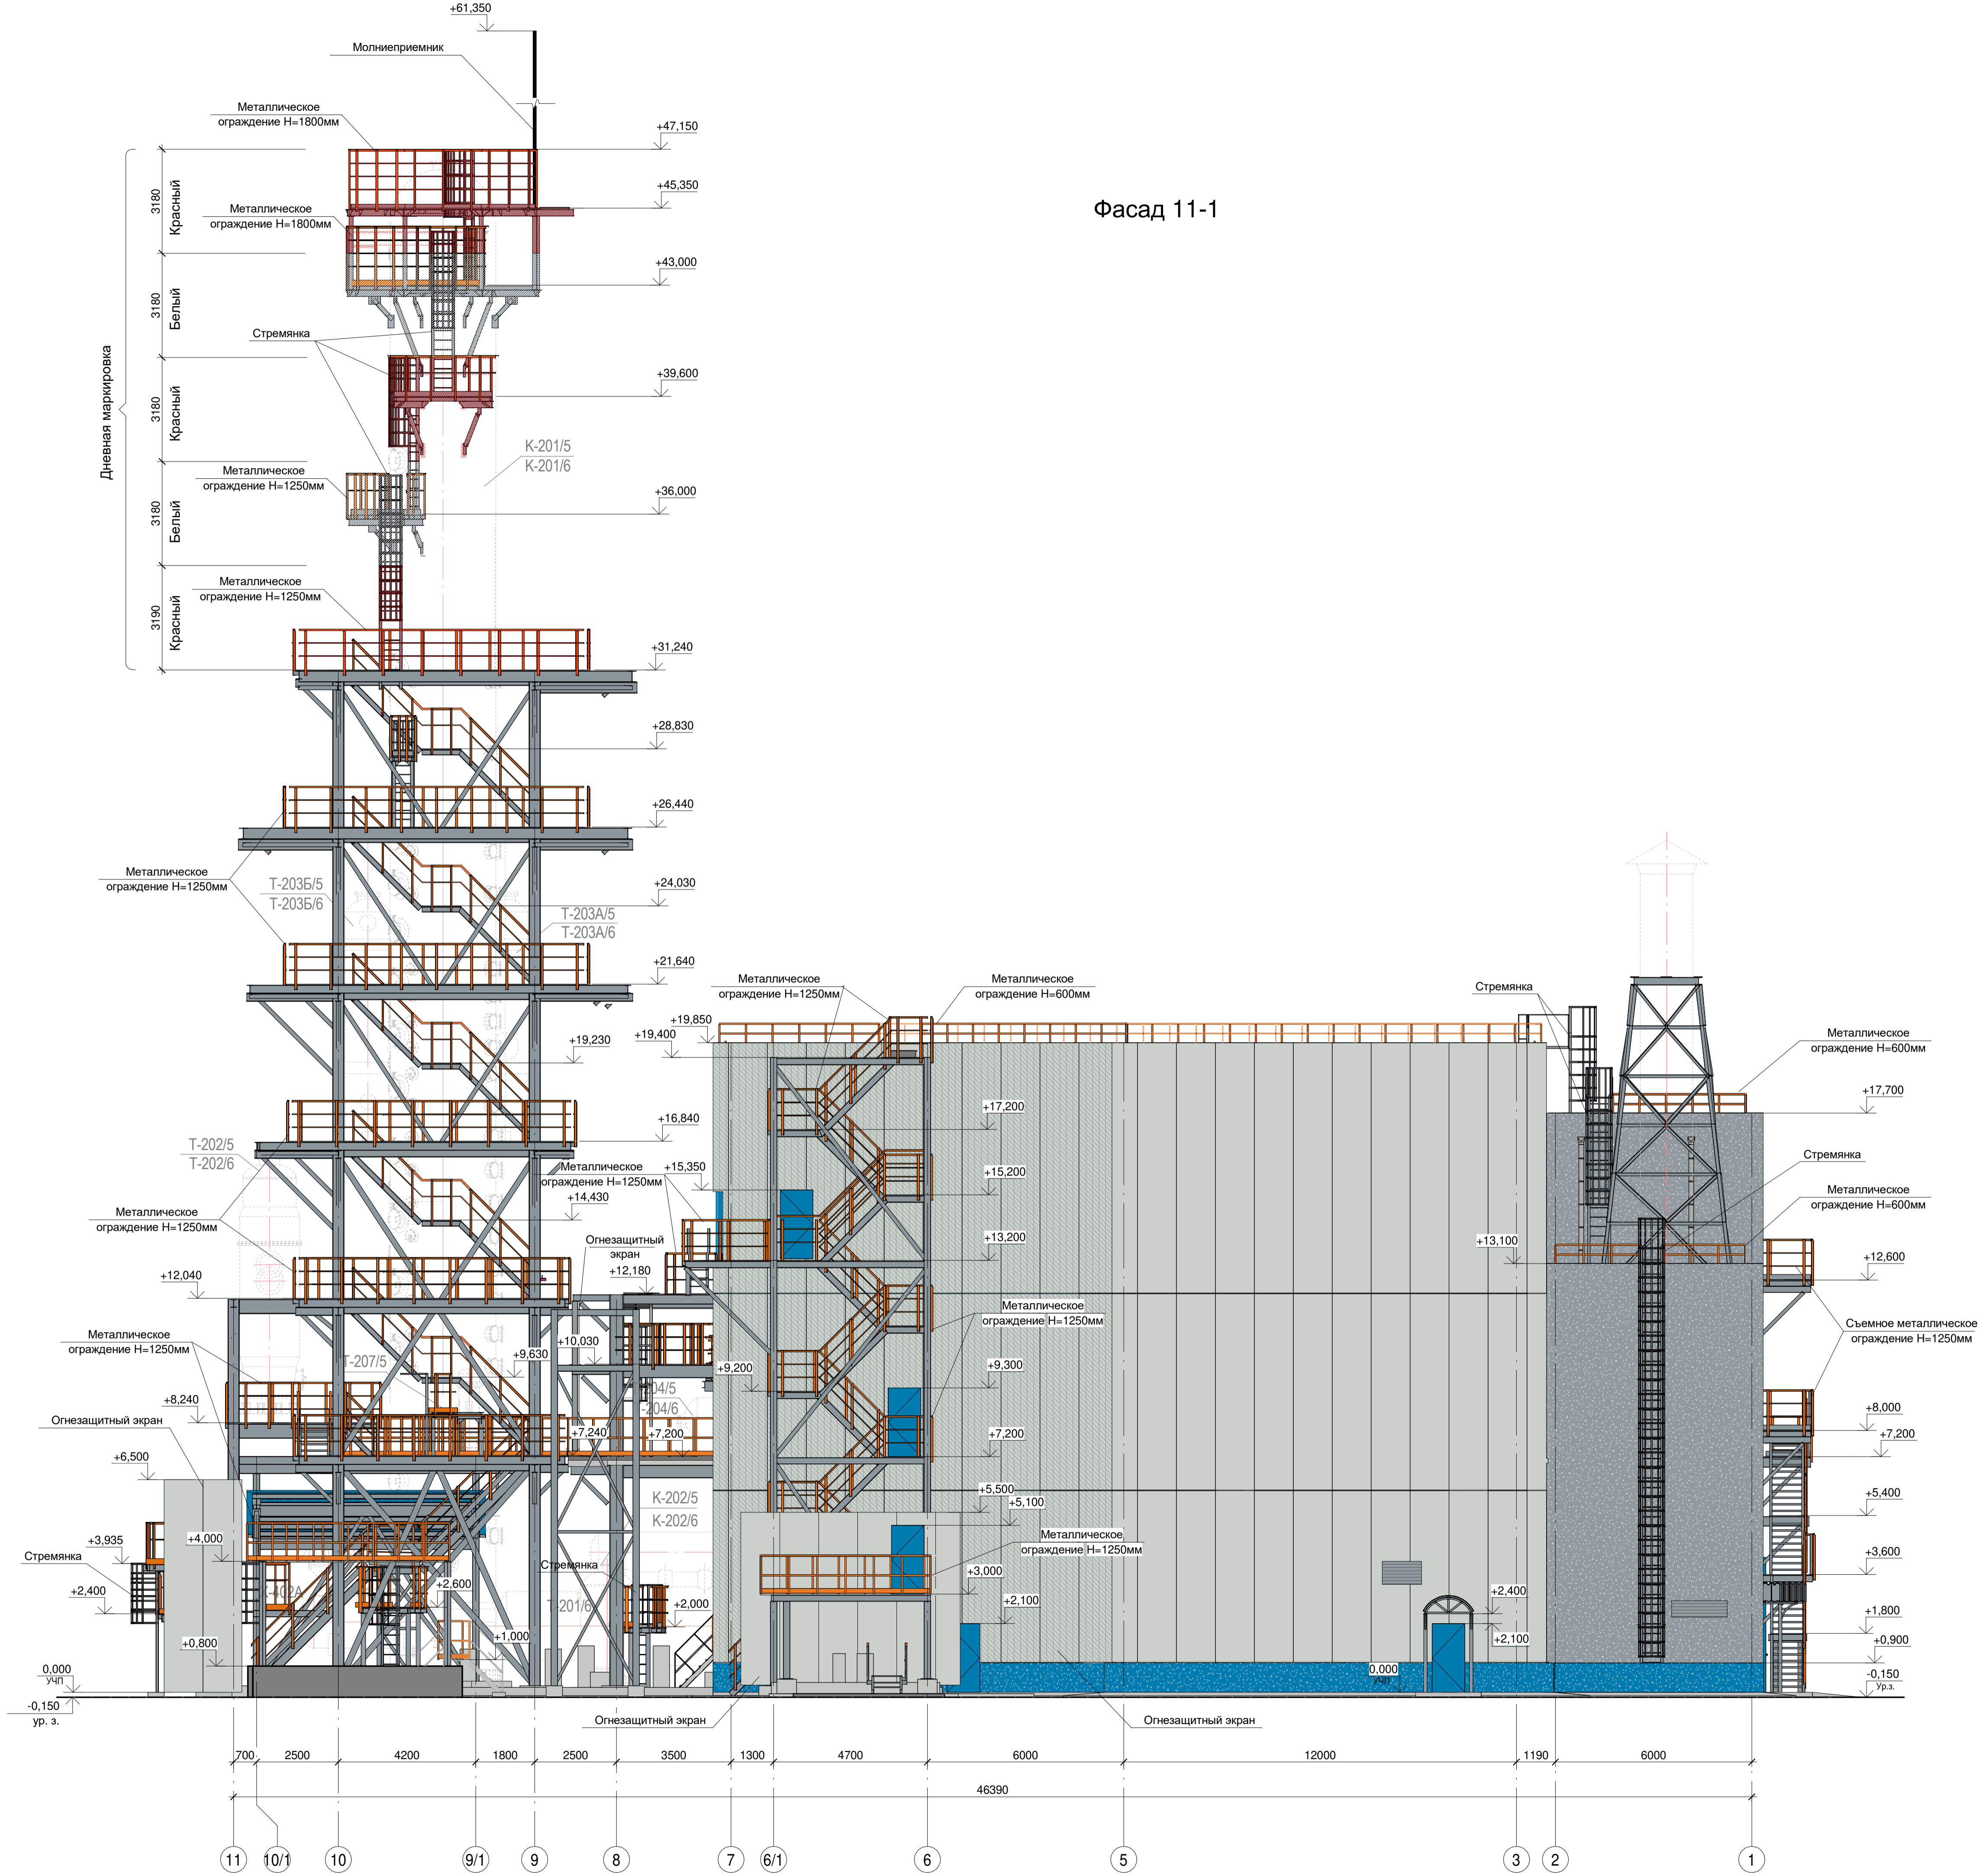 +61,350
Молниеприемник
Металлическое
ограждение H=1800мм
+47,150
+45,350
Фасад 11-1
Металлическое
ограждение H=1800мм
+43,000
Стремянка
+39,600
К-201/5
К-201/6
Металлическое
ограждение H=1250мм
+36,000
Металлическое
ограждение H=1250мм
Дневная маркировка
3180
Красный
3180
Белый
3180
Красный
3180
Белый
3190
Красный
+31,240
+28,830
+26,440
Металлическое
ограждение H=1250мм
Т-203Б/5
Т-203Б/6
+24,030
Т-203А/5
Т-203А/6
+21,640
Металлическое
ограждение H=1250мм
Металлическое
ограждение H=600мм
Стремянка
+19,850
+19,400
+19,230
Металлическое
ограждение H=600мм
+17,700
+17,200
+16,840
Т-202/5
Т-202/6
Металлическое
ограждение H=1250мм
+15,350
+15,200
Стремянка
+14,430
Металлическое
ограждение H=1250мм
Металлическое
ограждение H=600мм
Огнезащитный
экран
+13,200
+13,100
+12,600
+12,180
+12,040
Металлическое
ограждение H=1250мм
Металлическое
ограждение H=1250мм
Съемное металлическое
ограждение H=1250мм
+10,030
Т-207/5
+9,630
+9,200
+9,300
204/5
-204/6
+8,240
+8,000
Огнезащитный экран
+7,240
+7,200
+7,200
+7,200
+6,500
К-202/5
К-202/6
+5,500
+5,100
+5,400
+3,935
+4,000
Металлическое
ограждение H=1250мм
Стремянка
Стремянка
+3,600
+3,000
-402А
+2,600
+2,400
Т-201/6
+2,000
+2,100
+2,400
+2,100
+1,800
+1,000
+0,900
+0,800
0,000
УЧП
0,000
УЧП
-0,150
Ур.з.
-0,150
ур. з.
Огнезащитный экран
Огнезащитный экран
700
2500
4200
1800
2500
3500
1300
4700
6000
12000
1190
6000
46390
11
10/1
10
9/1
9
8
7
6/1
6
5
3
2
1